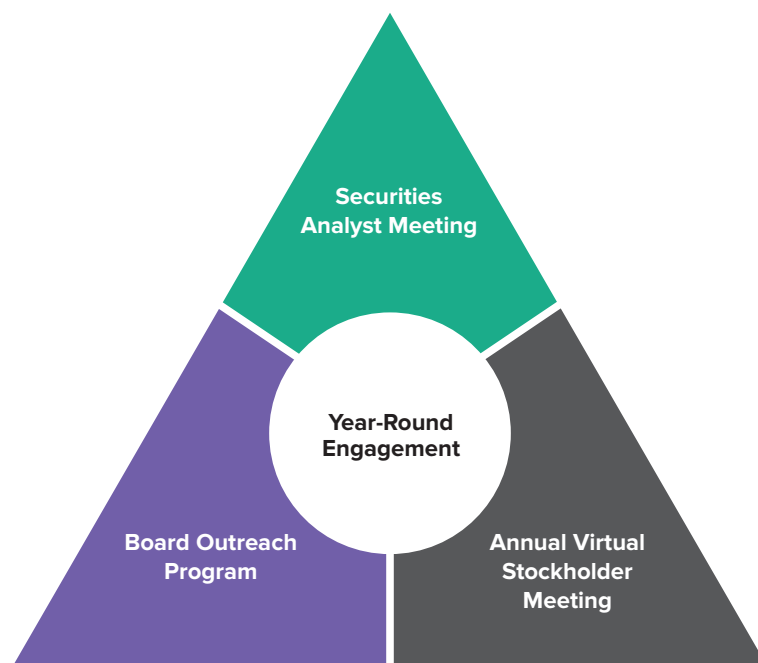 Securities
Analyst Meeting
Year-Round
Engagement
Board Outreach
Program
Annual Virtual
Stockholder
Meeting